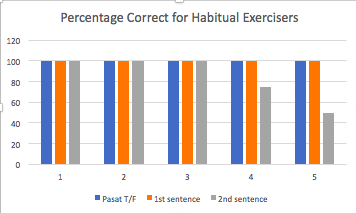 Percentage Correct for Habitual Exercisers
120
100
80
60
40
20
0
1 2 3 4 5
Pasat T/F 1st sentence 2nd sentence